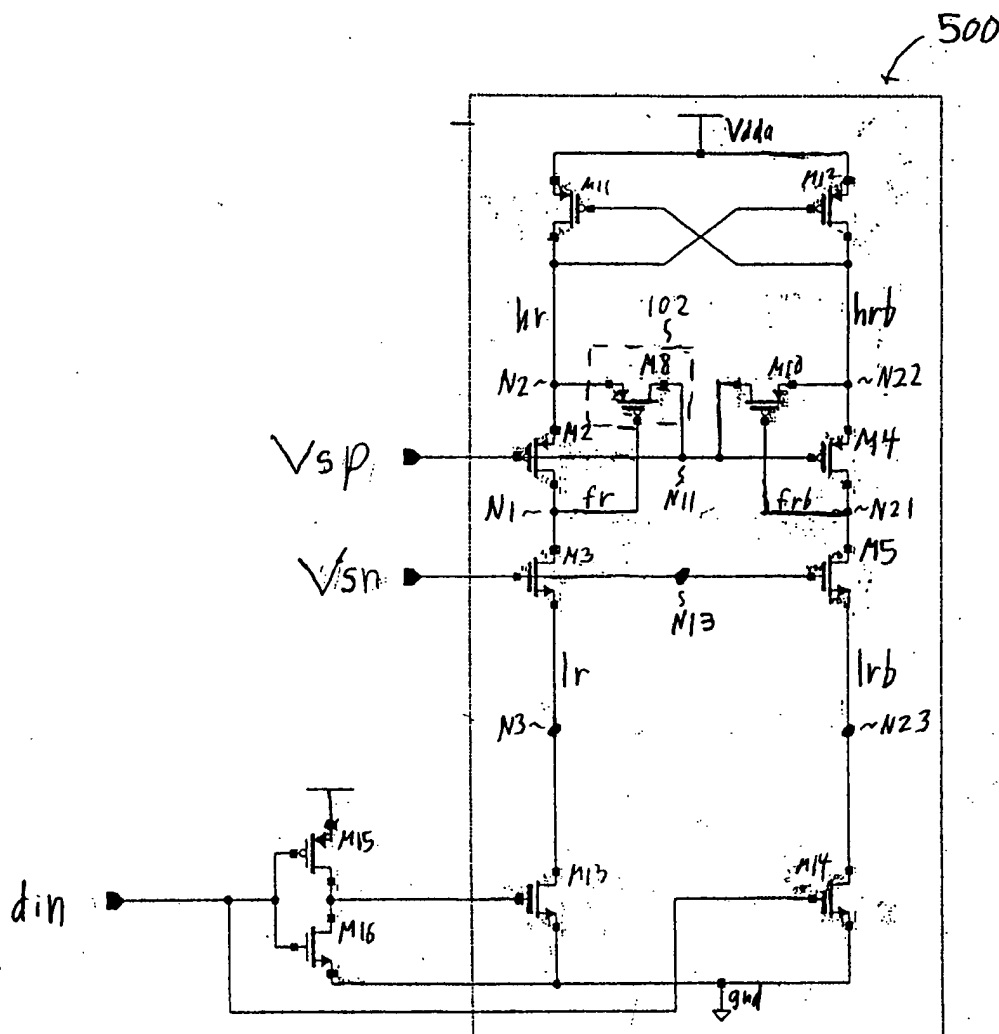 500
Vdda
M11
M12
hr
102
hrb
N2
M8
M10
N22
M2
M4
Vsp
N1
fr
N11
frb
N21
M3
M5
Vsn
N13
lr
lrb
N3
N23
M15
M13
M14
din
M16
gnd